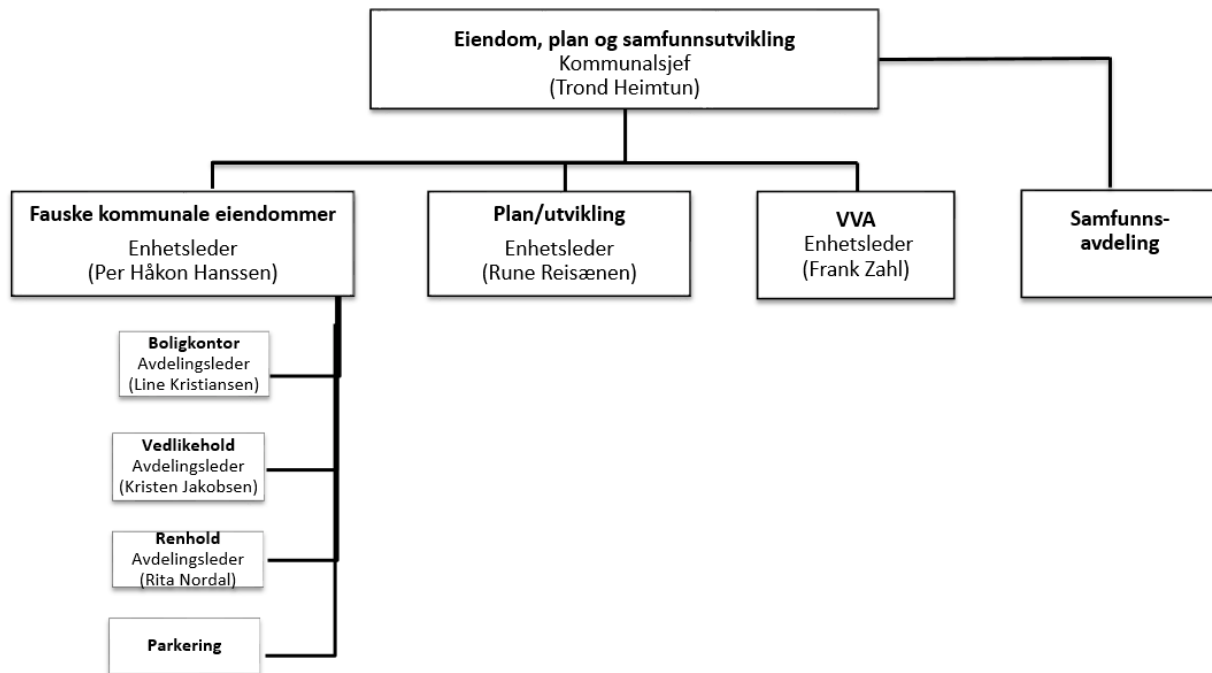 Eiendom, plan og samfunnsutvikling
Kommunalsjef
(Trond Heimtun)
Fauske kommunale eiendommer
Enhetsleder
(Per Håkon Hanssen)
Plan/utvikling
Enhetsleder
(Rune Reisænen)
VVA
Enhetsleder
(Frank Zahl)
Samfunns-
avdeling
Boligkontor
Avdelingsleder
(Line Kristiansen)
Vedlikehold
Avdelingsleder
(Kristen Jakobsen)
Renhold
Avdelingsleder
(Rita Nordal)
Parkering